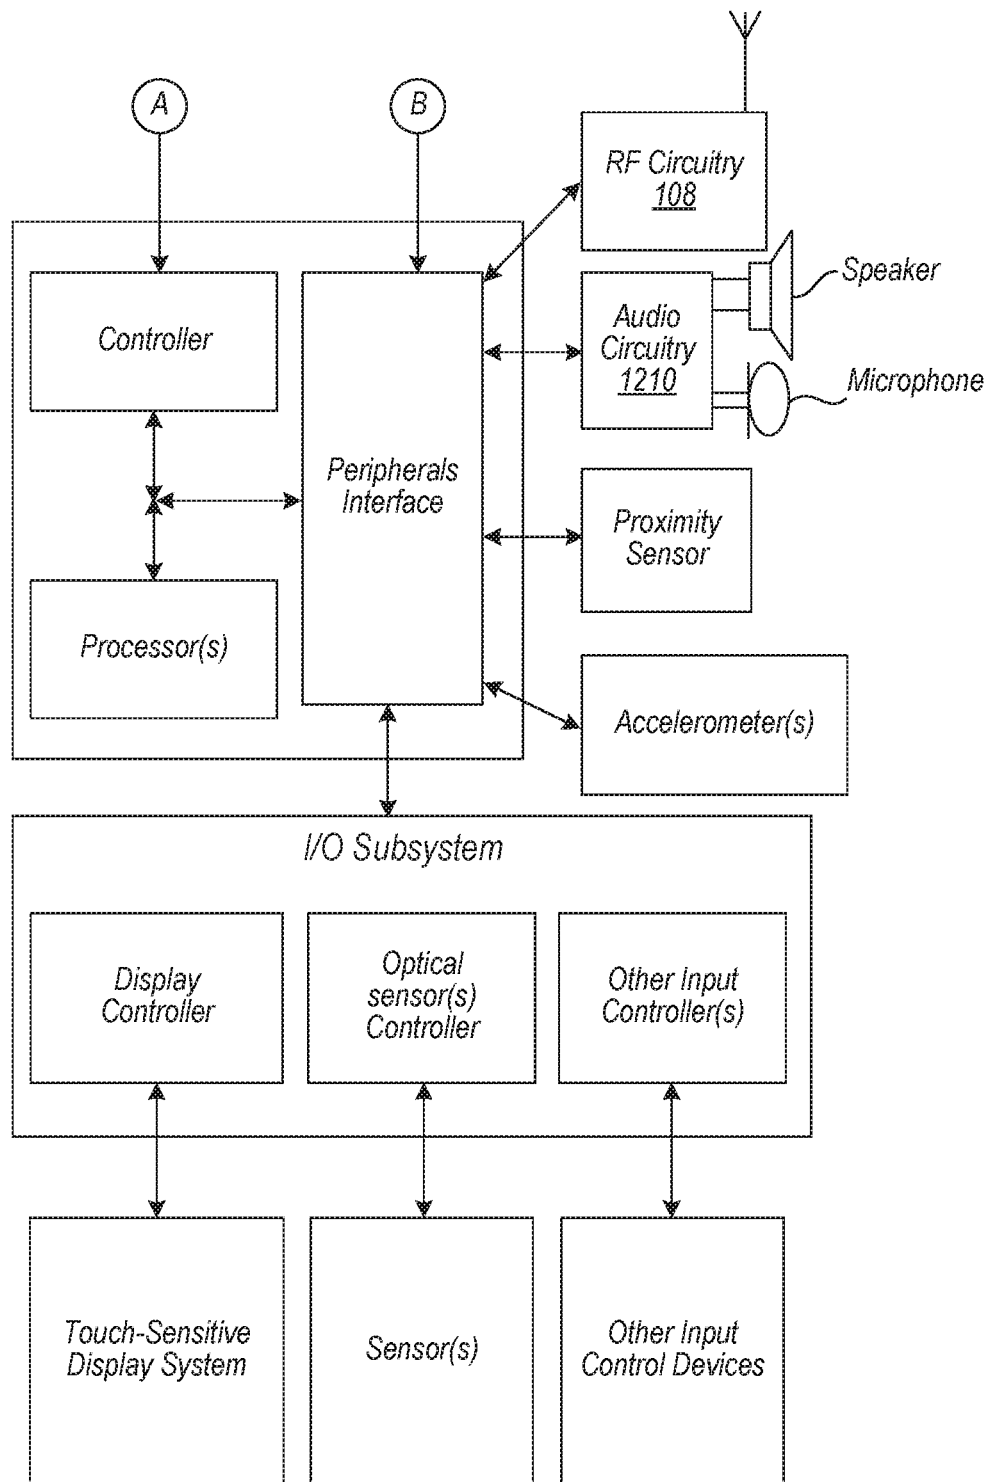 A
B
RF Circuitry
108
Speaker
Controller
Audio
Circuitry
1210
Microphone
Peripherals
Interface
Proximity
Sensor
Processor(s)
Accelerometer(s)
I/O Subsystem
Display
Controller
Optical
sensor(s)
Controller
Other Input
Controller(s)
Touch-Sensitive
Display System
Sensor(s)
Other Input
Control Devices